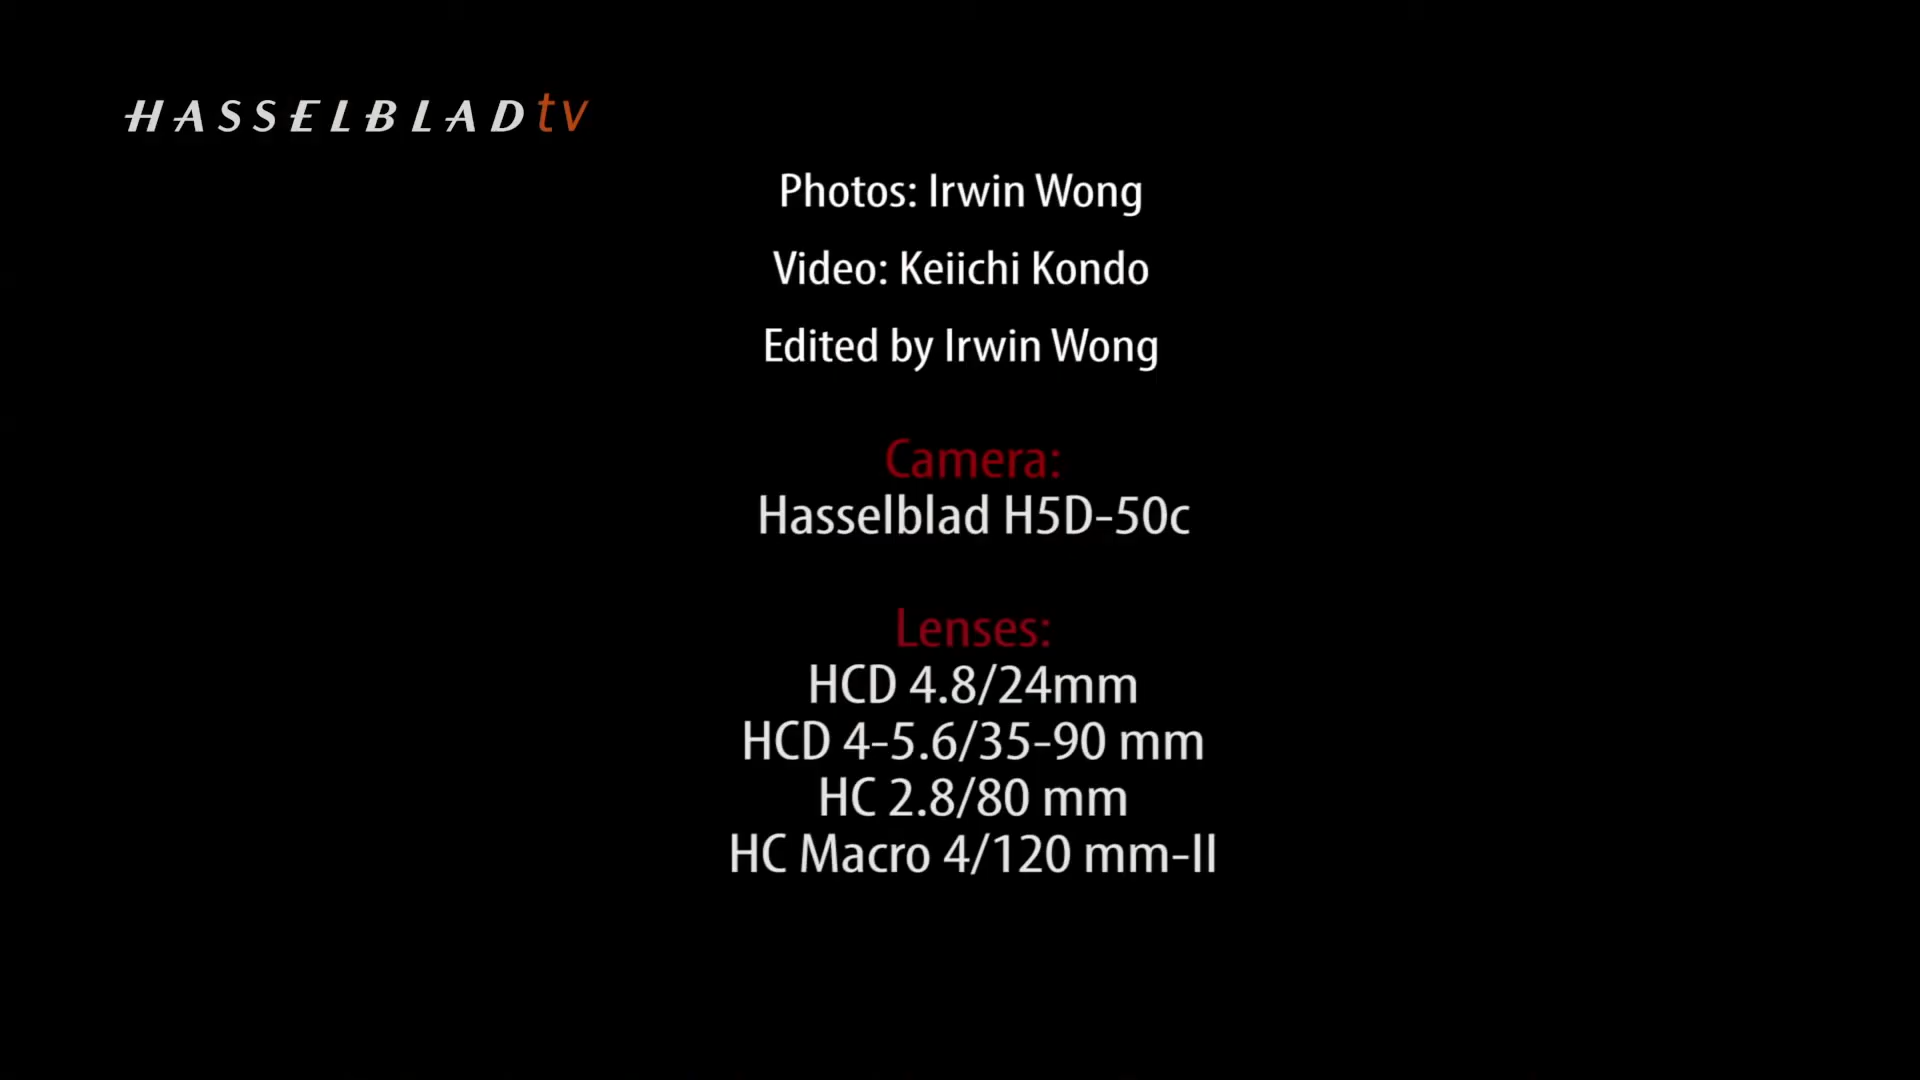 HASSELBLADtv
Photos: Irwin Wong
Video: Keiichi Kondo
Edited by Irwin Wong
Camera:
Hasselblad H5D-50c
Lenses:
HCD 4.8/24mm
HCD 4-5.6/35-90 mm
HC 2.8/80 mm
HC Macro 4/120 mm-II